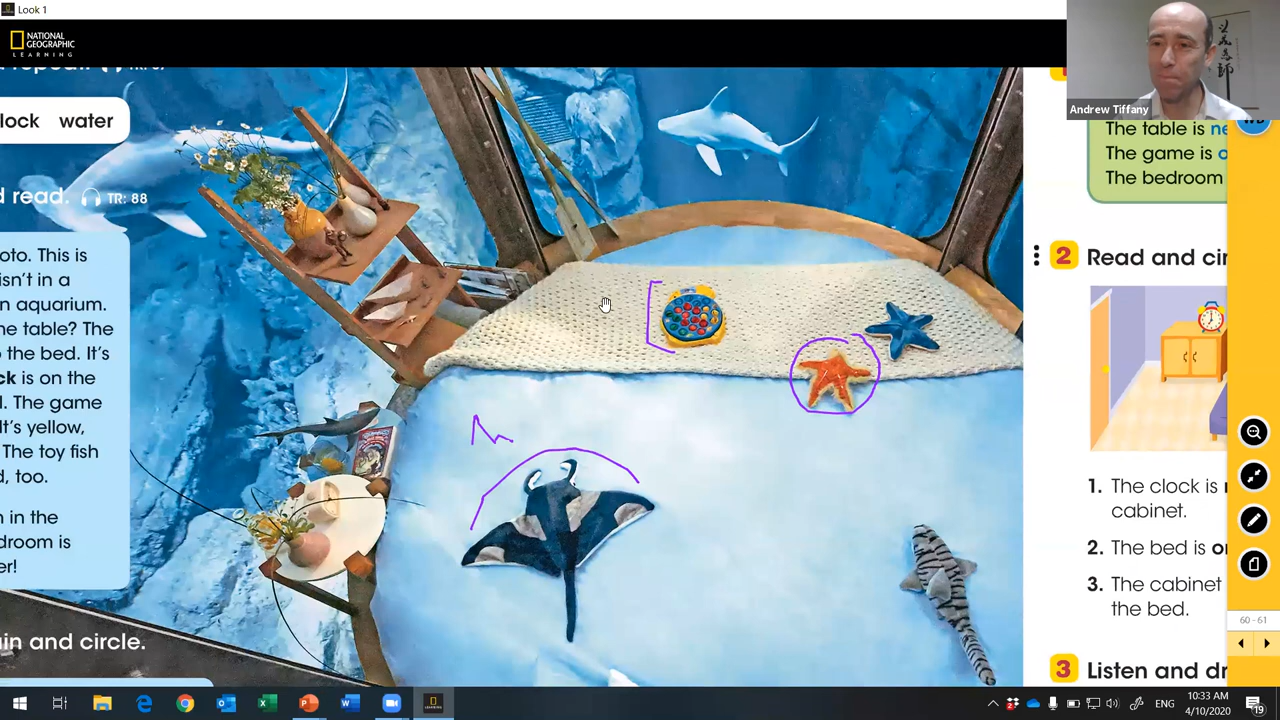 Look 1
NATIONAL
GEOGRAPHIC
LEARNING
Andrew Tiffany
lock water
d read. TR: 88
oto. This is
isn't in a
n aquarium.
he table? The
o the bed. It's
ck is on the
l. The game
It's yellow,
The toy fish
d, too.
n in the
droom is
er!
in and circle.
The table is ne
The game is o
The bedroom
2 Read and cir
1. The clock is
cabinet.
2. The bed is o
3. The cabinet
the bed.
3 Listen and dr
60 - 61
ENG
10:33 AM
4/10/2020
19